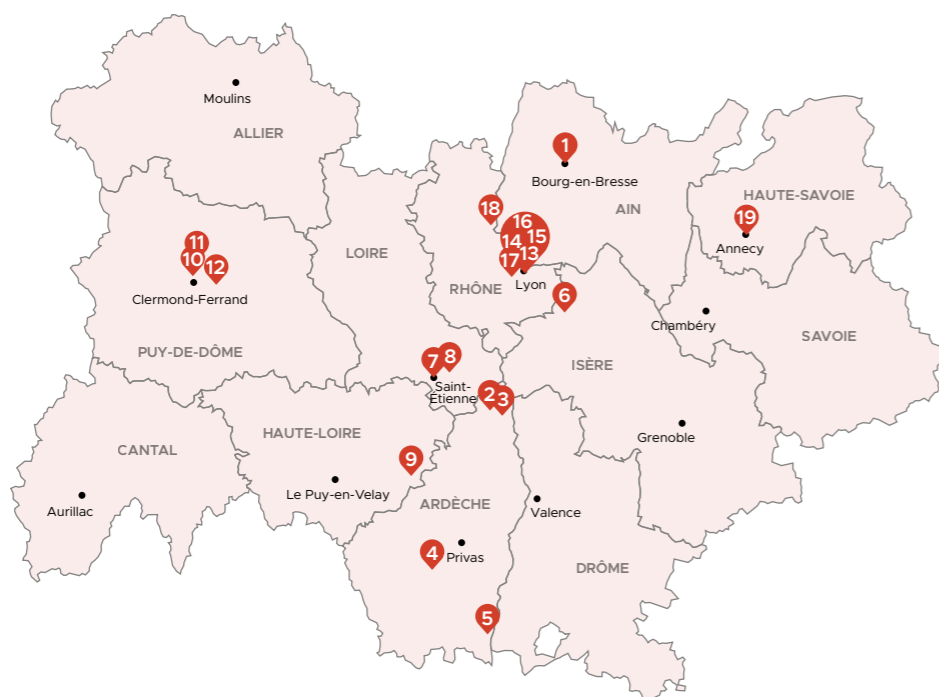 Moulins
ALLIER
1
Bourg-en-Bresse
HAUTE-SAVOIE
18
AIN
19
16
11
14
15
Annecy
LOIRE
10
12
17
13
Clermond-Ferrand
RHÔNE
Lyon
6
Chambéry
SAVOIE
PUY-DE-DÔME
7
8
ISÈRE
Saint-
Étienne
2
3
HAUTE-LOIRE
Grenoble
CANTAL
9
Le Puy-en-Velay
ARDÈCHE
Aurillac
Valence
4
Privas
DRÔME
5